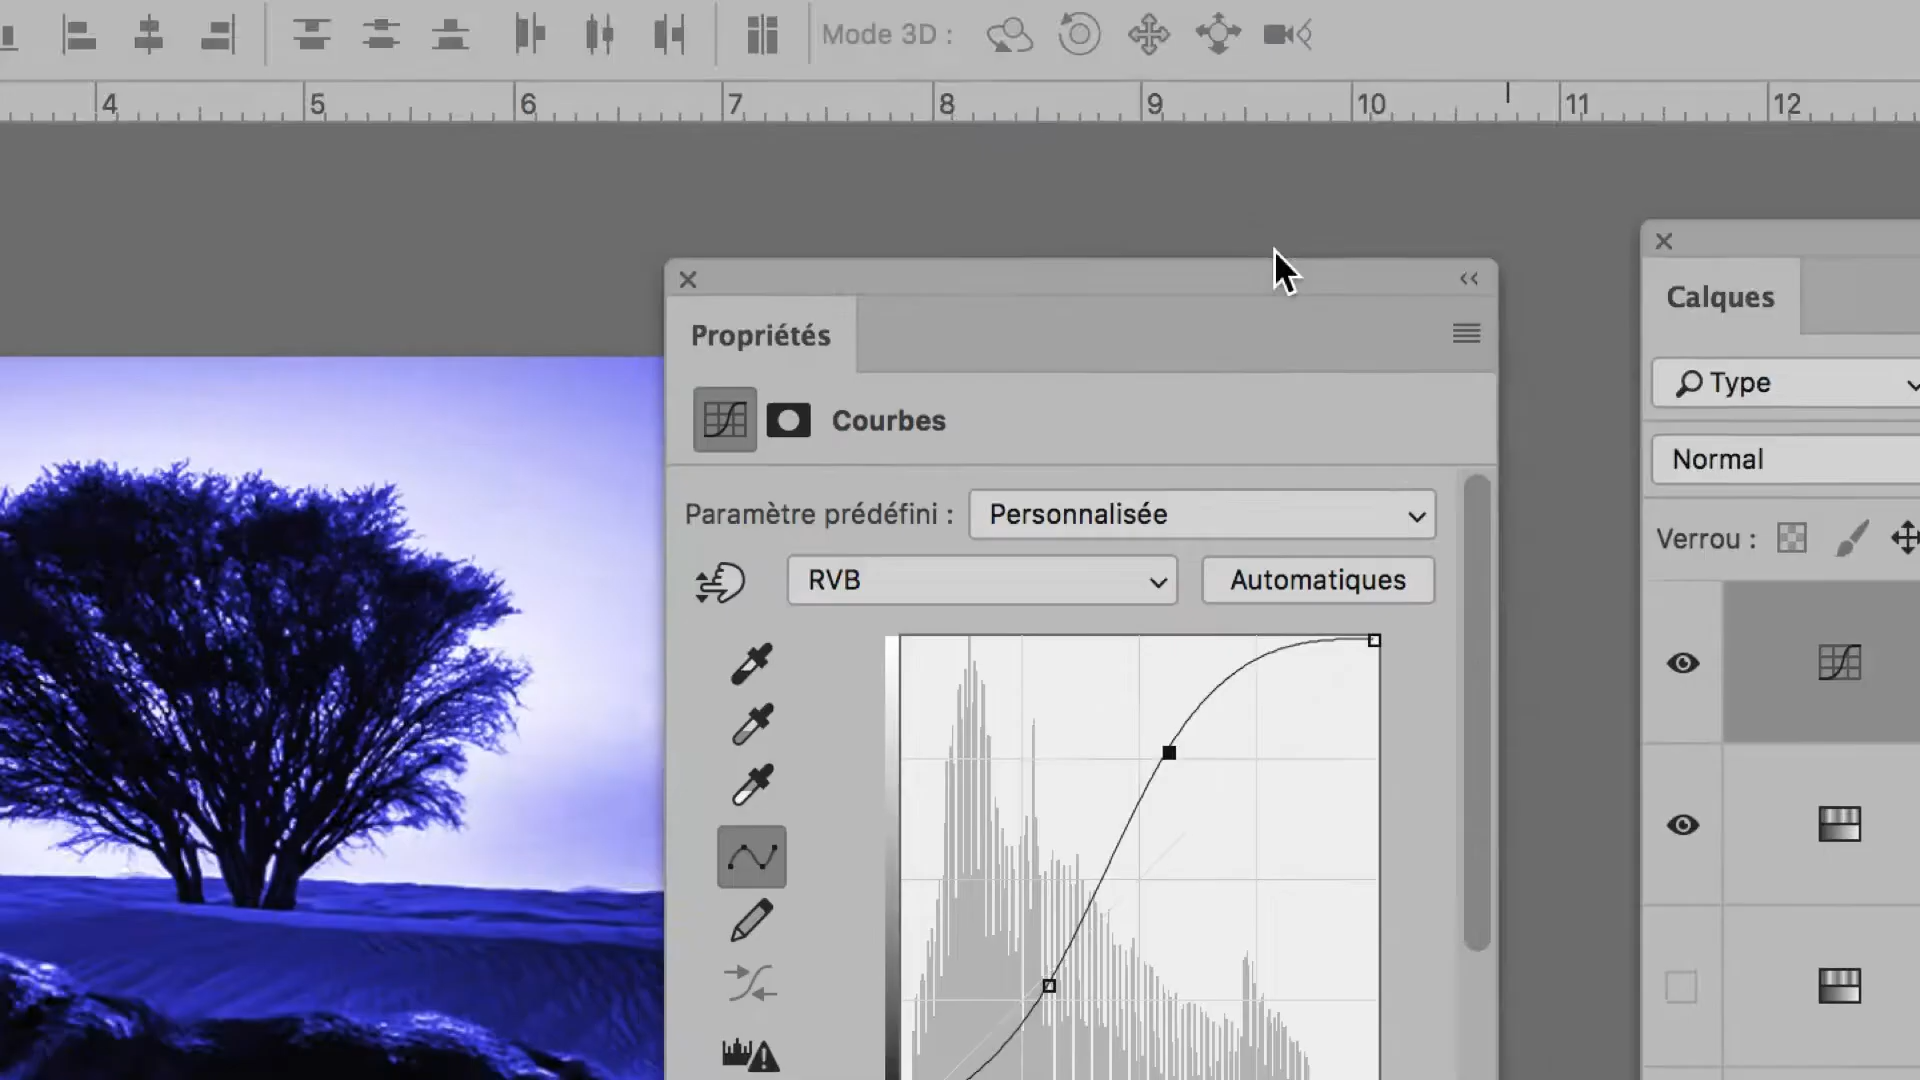 Mode 3D :
4 5 6 7 8 9 10 11 12
Propriétés
Courbes
Paramètre prédéfini : Personnalisée
RVB Automatiques
Calques
Type
Normal
Verrou :